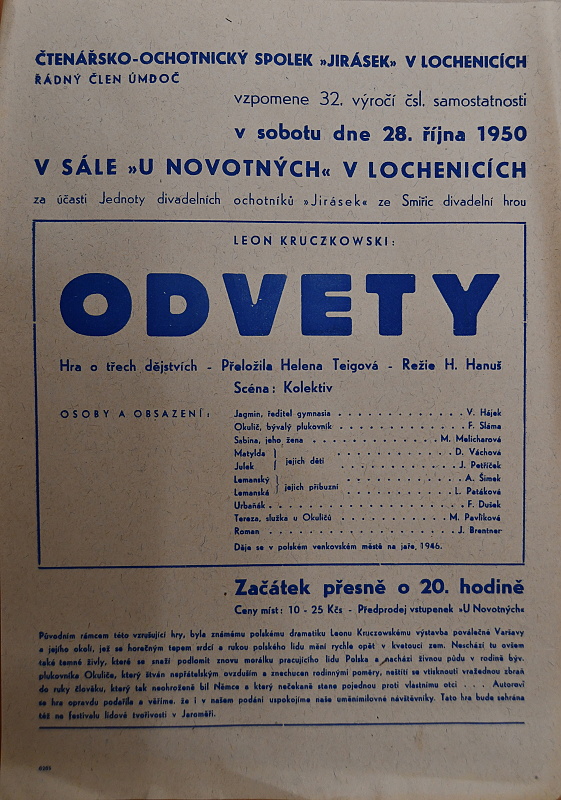 ČTENÁŘSKO-OCHOTNICKÝ SPOLEK »JIRÁSEK« V LOCHENICÍCH
ŘÁDNÝ ČLEN ÚMDOČ
vzpomene 32. výročí čsl. samostatnosti
v sobotu dne 28. října 1950
V SÁLE »U NOVOTNÝCH« V LOCHENICÍCH
za účasti Jednoty divadelních ochotníků »Jirásek« ze Smiřic divadelní hrou
LEON KRUCZKOWSKI:
ODVETY
Hra o třech dějstvích - Přeložila Helena Teigová - Režie H. Hanuš
Scéna: Kolektiv
OSOBY A OBSAZENÍ:
Jagmin, ředitel gymnasia . . . . . . . . . . . . . V. Hájek
Okulič, bývalý plukovník . . . . . . . . . . . . . F. Sláma
Sabina, jeho žena . . . . . . . . . . . . M. Melicharová
Matylda } jejich děti . . . . . . . . . . . . D. Váchová
Julek } jejich děti . . . . . . . . . . . . J. Petříček
Lemanský } jejich příbuzní . . . . . . . . . . A. Šimek
Lemanská } jejich příbuzní . . . . . . . . . . L. Patáková
Urbaňák . . . . . . . . . . . . . . . . . . . F. Dušek
Tereza, služka u Okuličů . . . . . . . . . . M. Pavlíková
Roman . . . . . . . . . . . . . . . . . . . J. Brentner
Děje se v polském venkovském městě na jaře, 1946.
Začátek přesně o 20. hodině
Ceny míst: 10 - 25 Kčs - Předprodej vstupenek »U Novotných«
Původním rámcem této vzrušující hry, byla známému polskému dramatiku Leonu Kruczowskému výstavba poválečné Varšavy
a jejího okolí, jež se horečným tepem srdcí a rukou polského lidu mění rychle opět v kvetoucí zem. Neschází tu ovšem
také temné živly, které se snaží podlomit znovu morálku pracujícího lidu Polska a nachází živnou půdu v rodině býv.
plukovníka Okuliče, který štván nepřátelským ovzduším a znechucen rodinnými poměry, neštítí se vtisknouti vražednou zbraň
do ruky člověku, který tak neohroženě bil Němce a který nečekaně stane pojednou proti vlastnímu otci . . . Autorovi
se hra opravdu podařila a věříme, že i v našem podání uspokojíme naše uměnímilovné návštěvníky. Tato hra bude sehrána
též na festivalu lidové tvořivosti v Jaroměři.